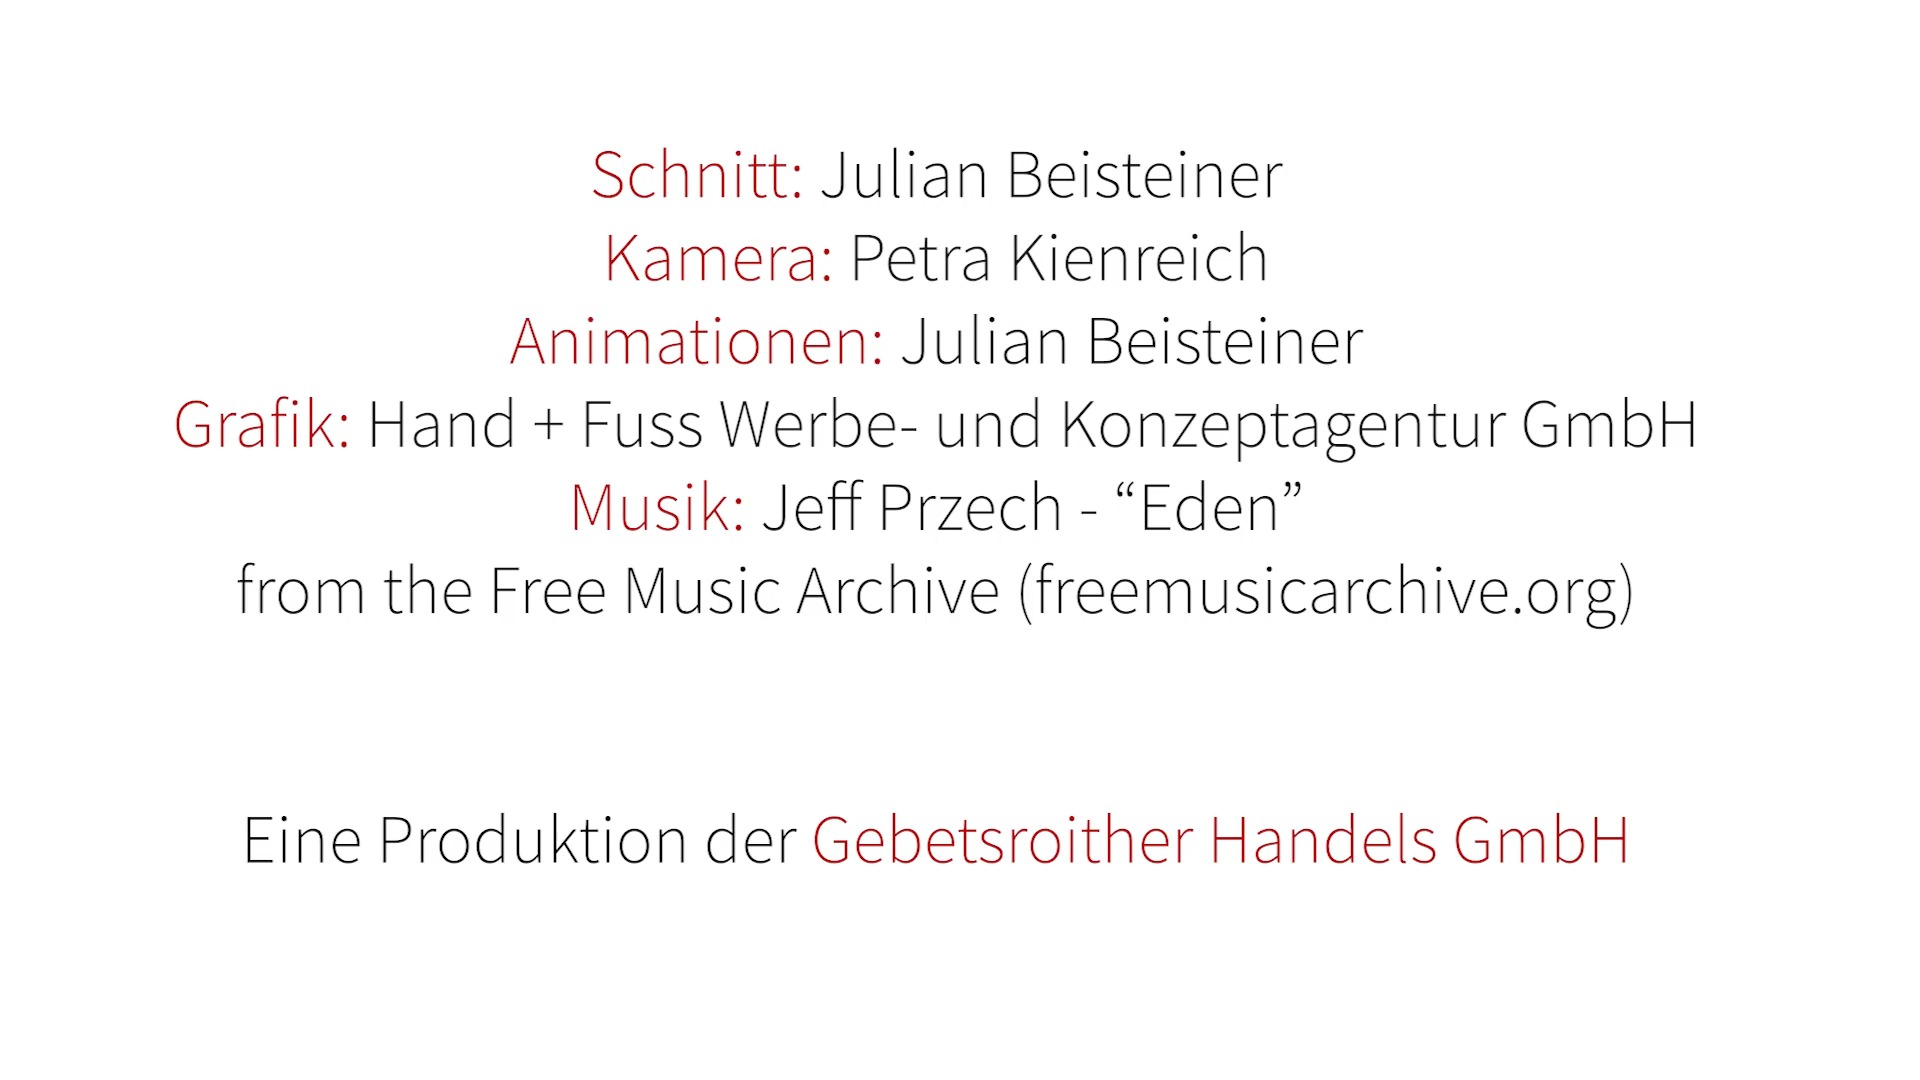 Schnitt: Julian Beisteiner
Kamera: Petra Kienreich
Animationen: Julian Beisteiner
Grafik: Hand + Fuss Werbe- und Konzeptagentur GmbH
Musik: Jeff Przech - “Eden”
from the Free Music Archive (freemusicarchive.org)
Eine Produktion der Gebetsroither Handels GmbH